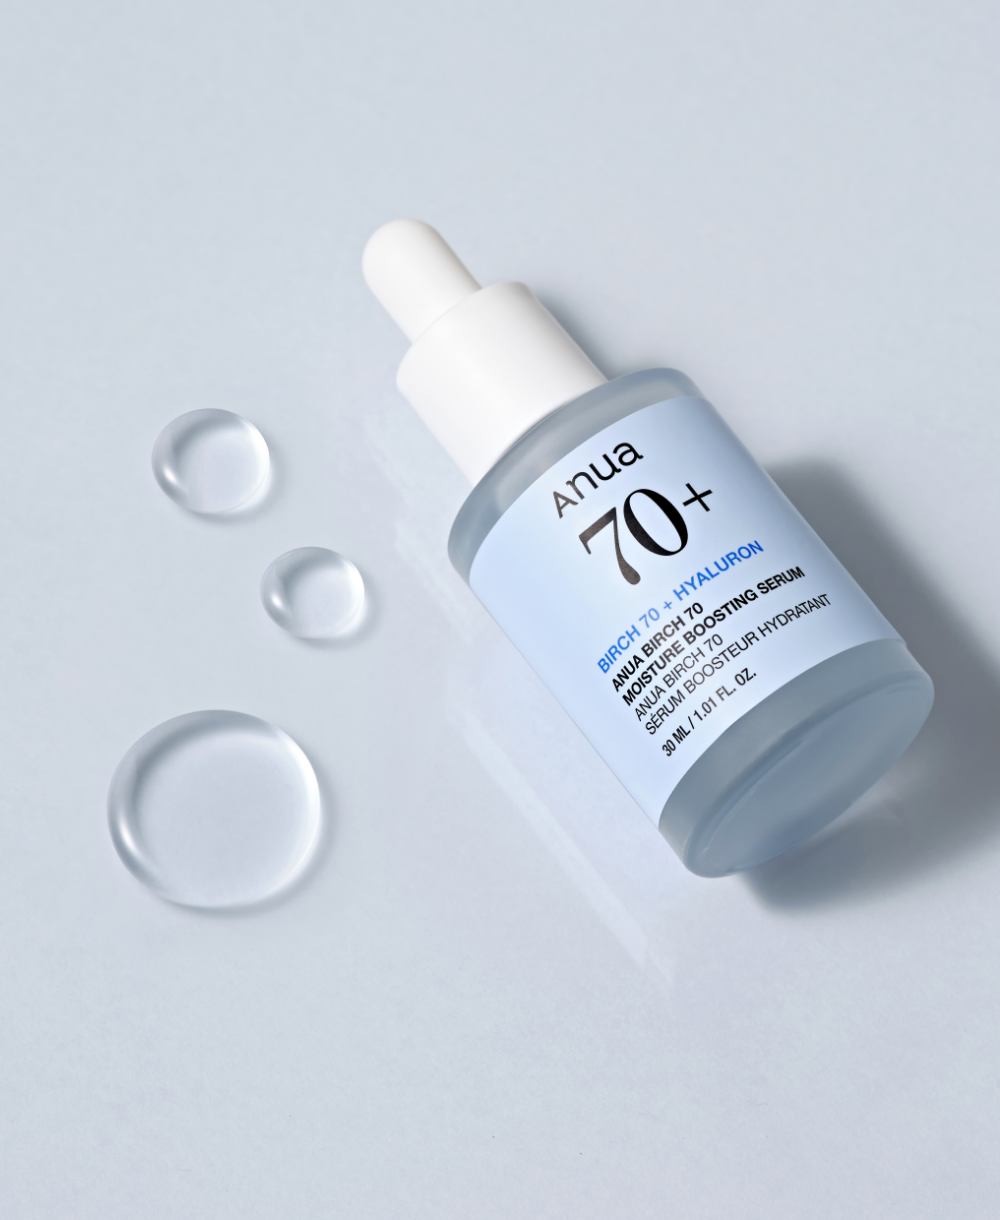 Anua
70+
BIRCH 70 + HYALURON
ANUA BIRCH 70
MOISTURE BOOSTING SERUM
ANUA BIRCH 70
SÉRUM BOOSTEUR HYDRATANT
30 ML / 1.01 FL. OZ.